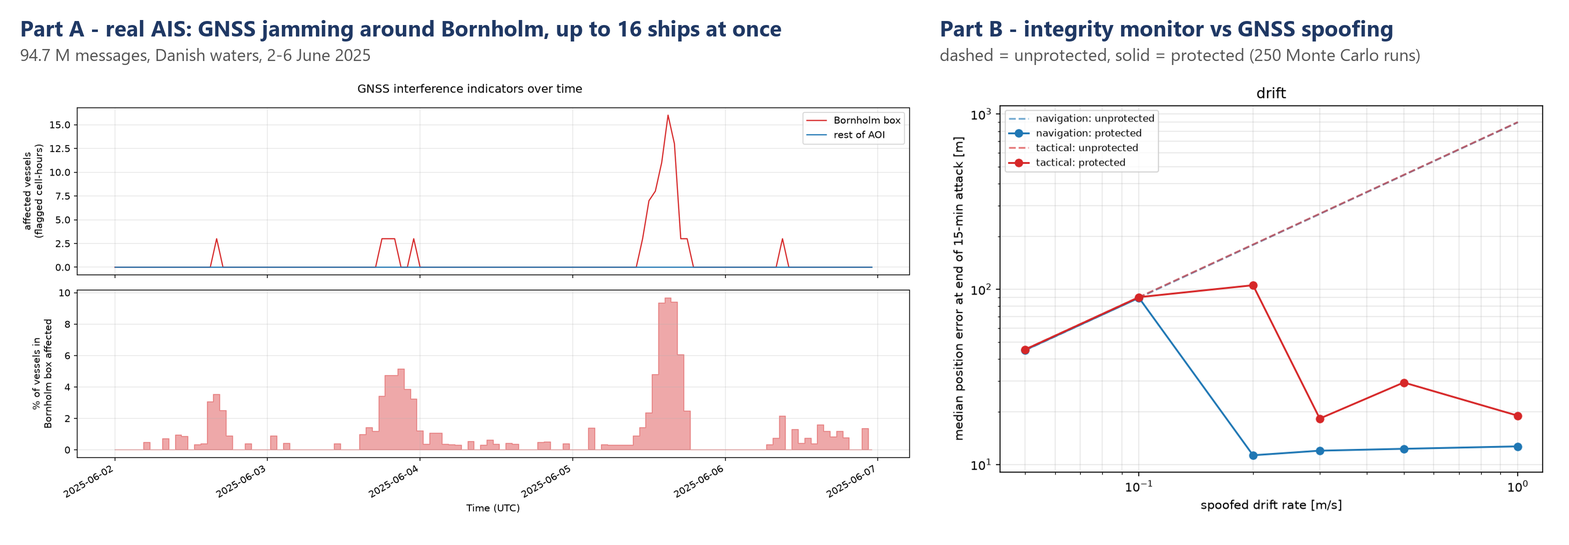 Part A - real AIS: GNSS jamming around Bornholm, up to 16 ships at once
94.7 M messages, Danish waters, 2-6 June 2025
GNSS interference indicators over time
affected vessels
(flagged cell-hours)
15.0
12.5
10.0
7.5
5.0
2.5
0.0
Bornholm box
rest of AOI
% of vessels in
Bornholm box affected
10
8
6
4
2
0
2025-06-02
2025-06-03
2025-06-04
2025-06-05
2025-06-06
2025-06-07
Time (UTC)
Part B - integrity monitor vs GNSS spoofing
dashed = unprotected, solid = protected (250 Monte Carlo runs)
drift
navigation: unprotected
navigation: protected
tactical: unprotected
tactical: protected
median position error at end of 15-min attack [m]
10³
10²
10¹
10⁻¹
10⁰
spoofed drift rate [m/s]